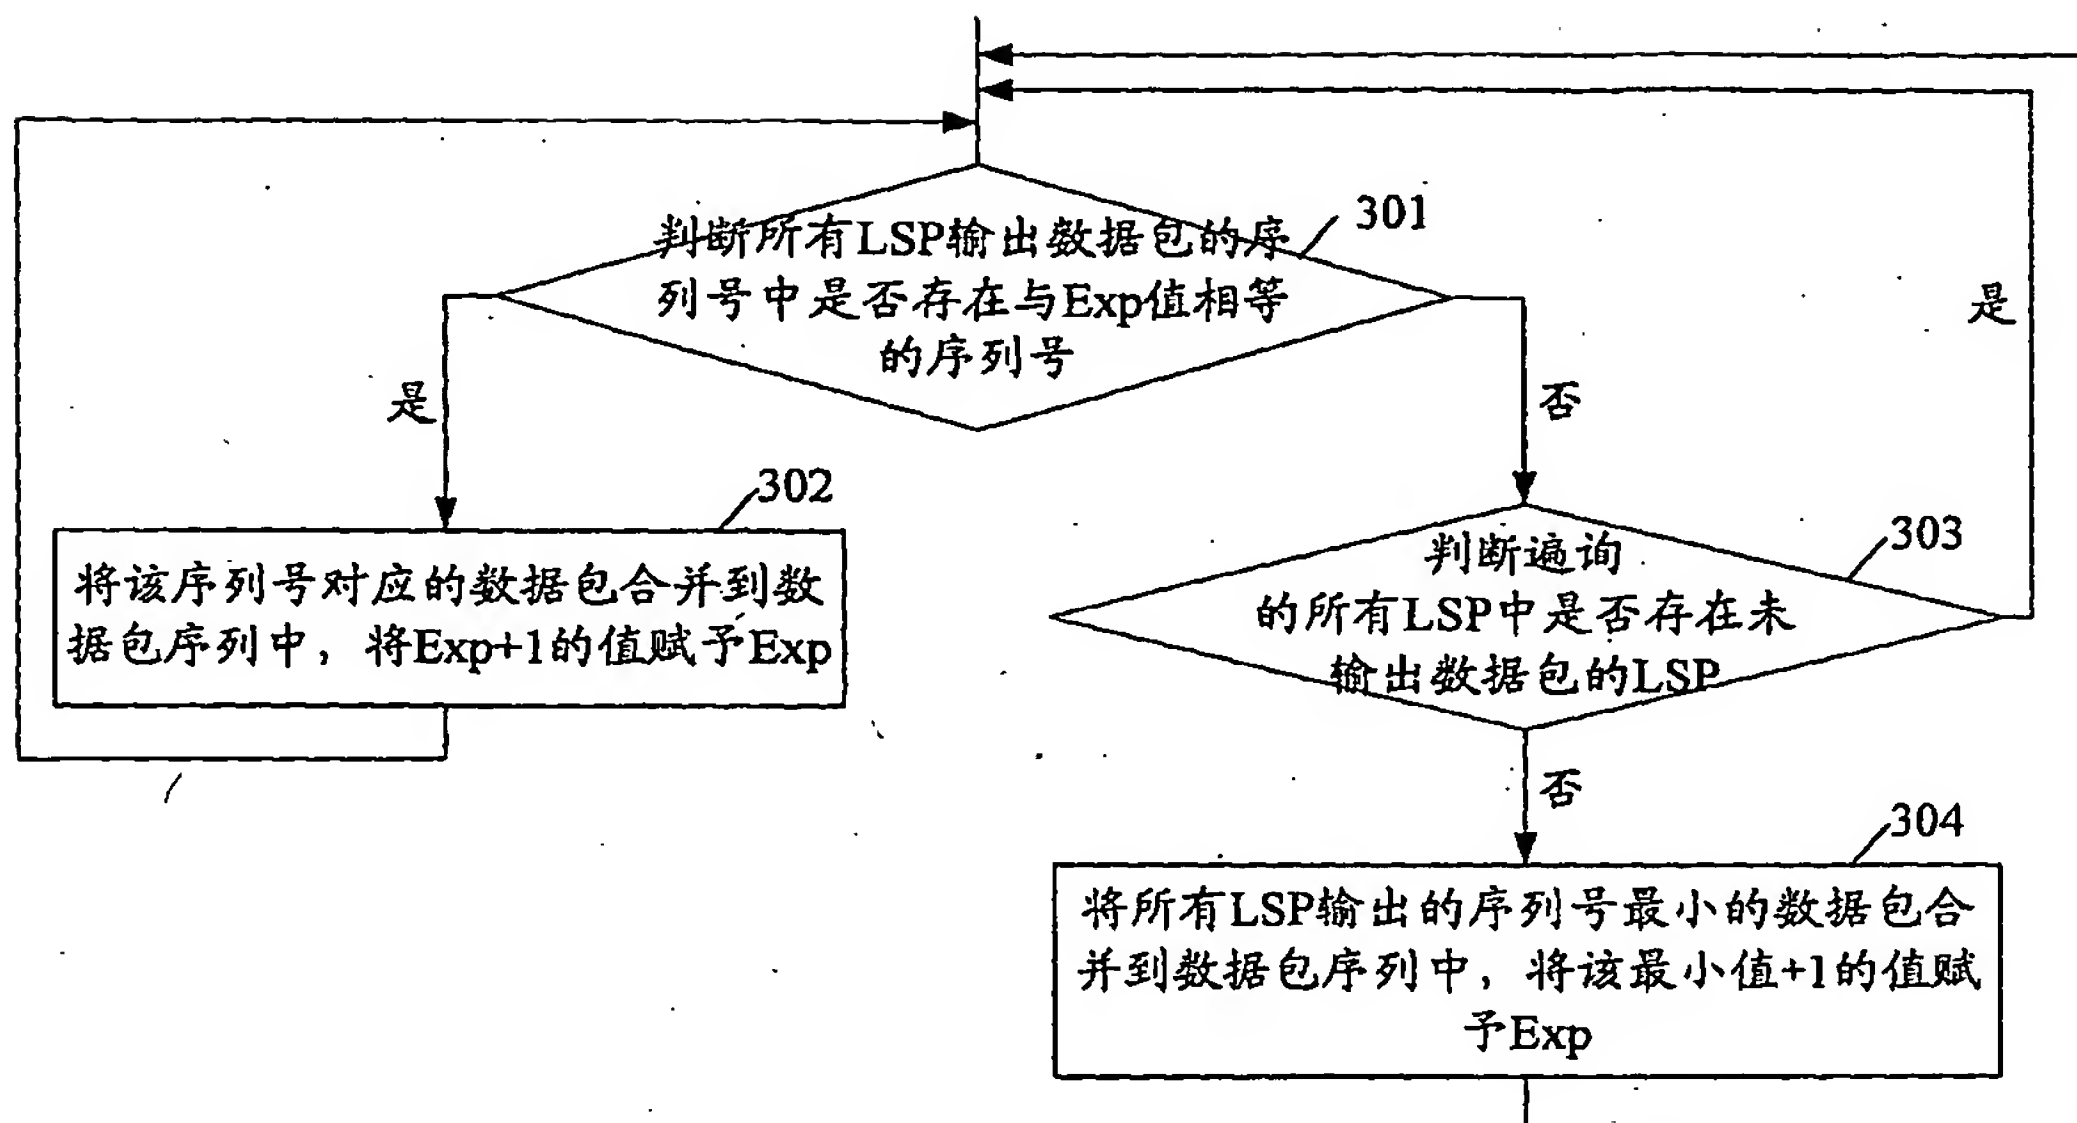 301
判断所有LSP输出数据包的序
列号中是否存在与Exp值相等
的序列号
是
否
是
302
将该序列号对应的数据包合并到数
据包序列中，将Exp+1的值赋予Exp
303
判断遍询
的所有LSP中是否存在未
输出数据包的LSP
否
304
将所有LSP输出的序列号最小的数据包合
并到数据包序列中，将该最小值+1的值赋
予Exp